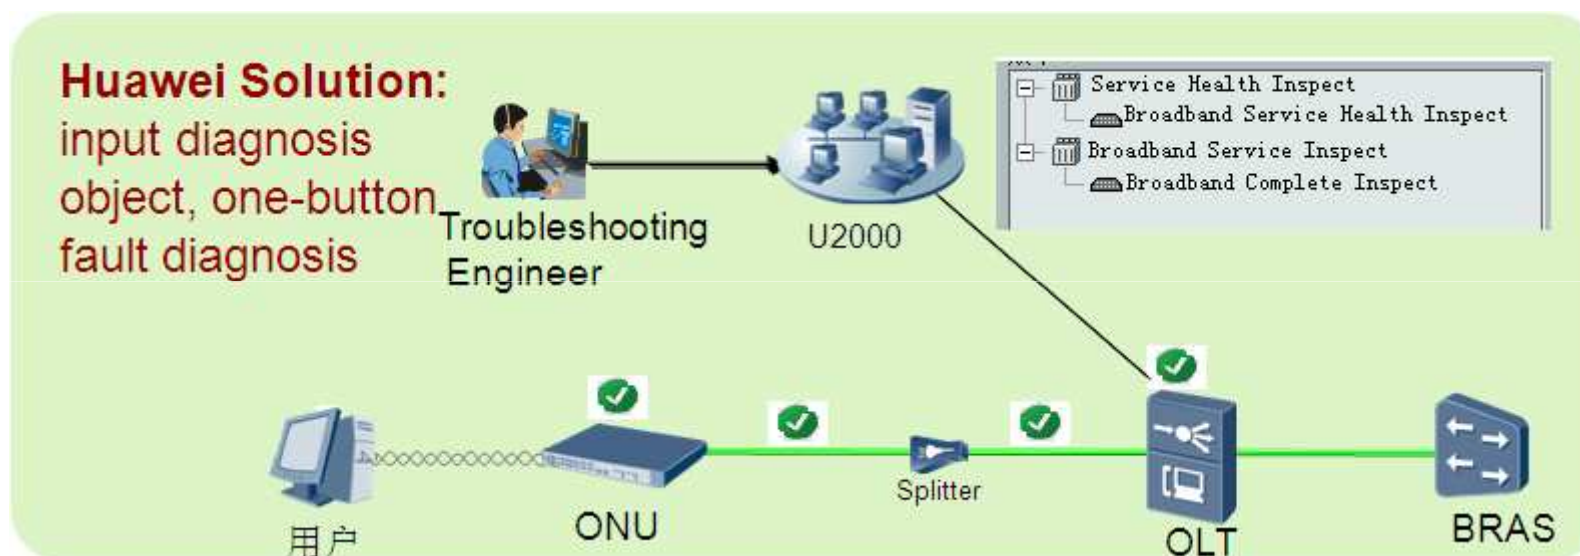 Huawei Solution:
input diagnosis
object, one-button
fault diagnosis
Troubleshooting
Engineer
U2000
Service Health Inspect
Broadband Service Health Inspect
Broadband Service Inspect
Broadband Complete Inspect
用户
ONU
Splitter
OLT
BRAS